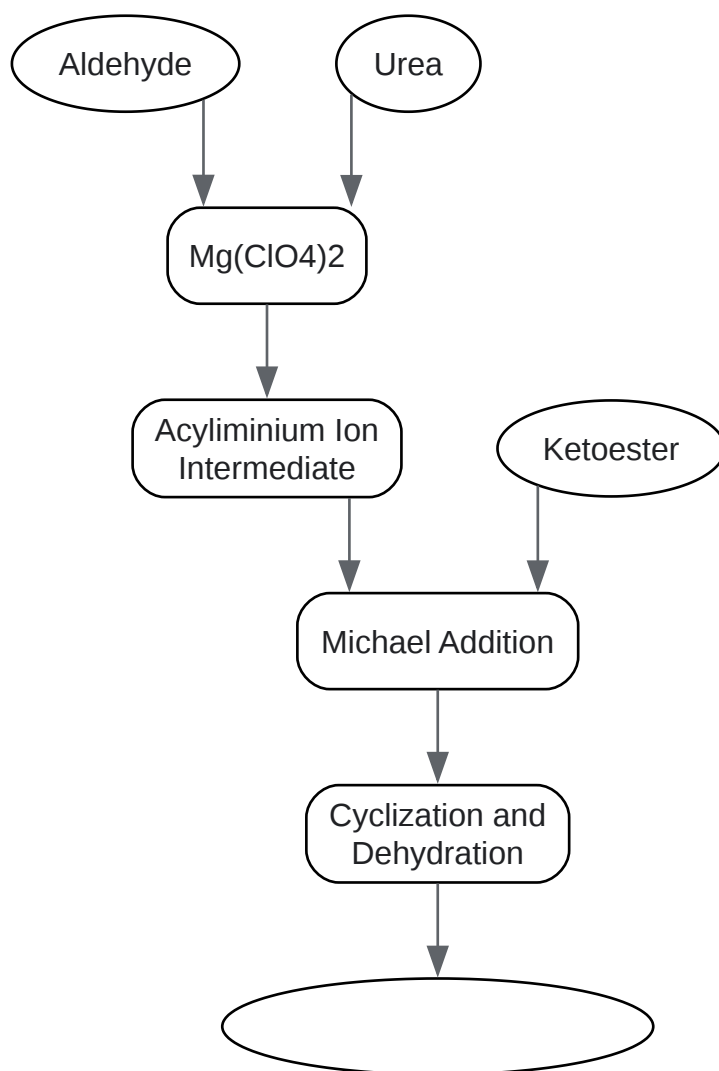 Aldehyde
Urea
Mg(ClO4)2
Acyliminium Ion
Intermediate
Ketoester
Michael Addition
Cyclization and
Dehydration